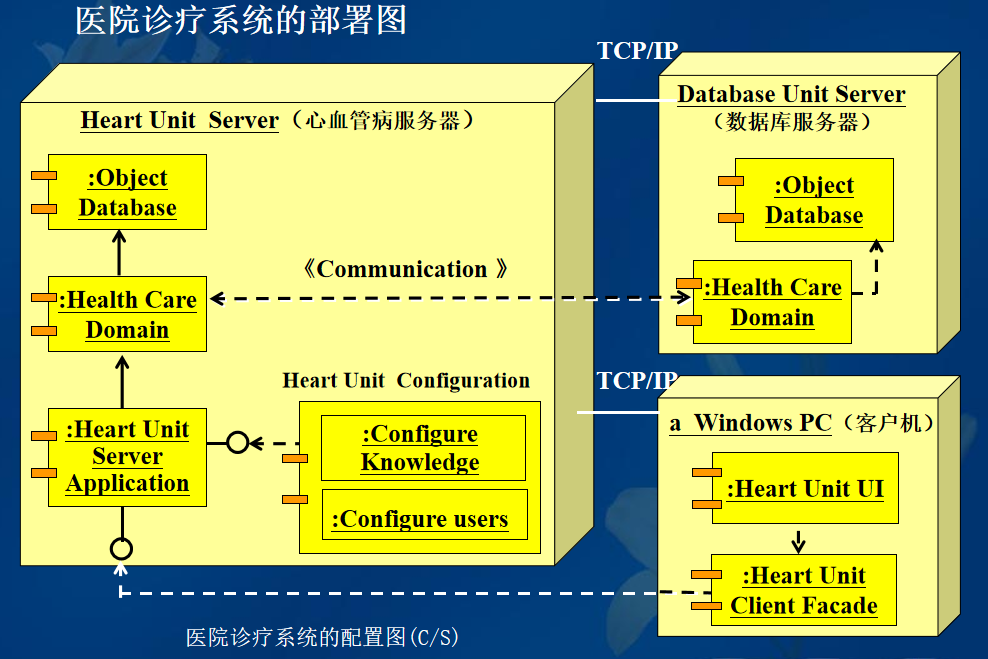 医院诊疗系统的部署图
TCP/IP
Heart Unit Server（心血管病服务器）
Database Unit Server
（数据库服务器）
:Object
Database
:Object
Database
《Communication 》
:Health Care
Domain
:Health Care
Domain
TCP/IP
Heart Unit Configuration
:Heart Unit
Server
Application
:Configure
Knowledge
:Configure users
a Windows PC（客户机）
:Heart Unit UI
:Heart Unit
Client Facade
医院诊疗系统的配置图(C/S)